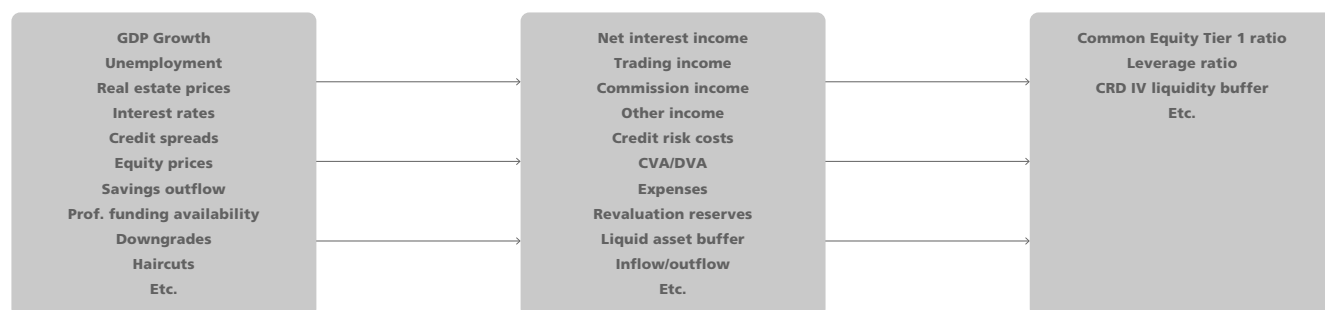 GDP Growth
Unemployment
Real estate prices
Interest rates
Credit spreads
Equity prices
Savings outflow
Prof. funding availability
Downgrades
Haircuts
Etc.
Net interest income
Trading income
Commission income
Other income
Credit risk costs
CVA/DVA
Expenses
Revaluation reserves
Liquid asset buffer
Inflow/outflow
Etc.
Common Equity Tier 1 ratio
Leverage ratio
CRD IV liquidity buffer
Etc.